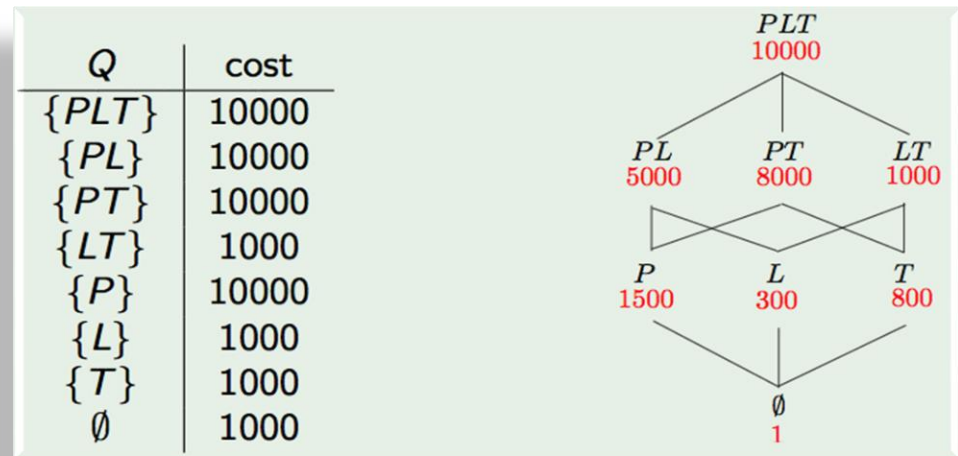 Q cost
{PLT} 10000
{PL} 10000
{PT} 10000
{LT} 1000
{P} 10000
{L} 1000
{T} 1000
∅ 1000
PLT
10000
PL PT LT
5000 8000 1000
P L T
1500 300 800
∅
1